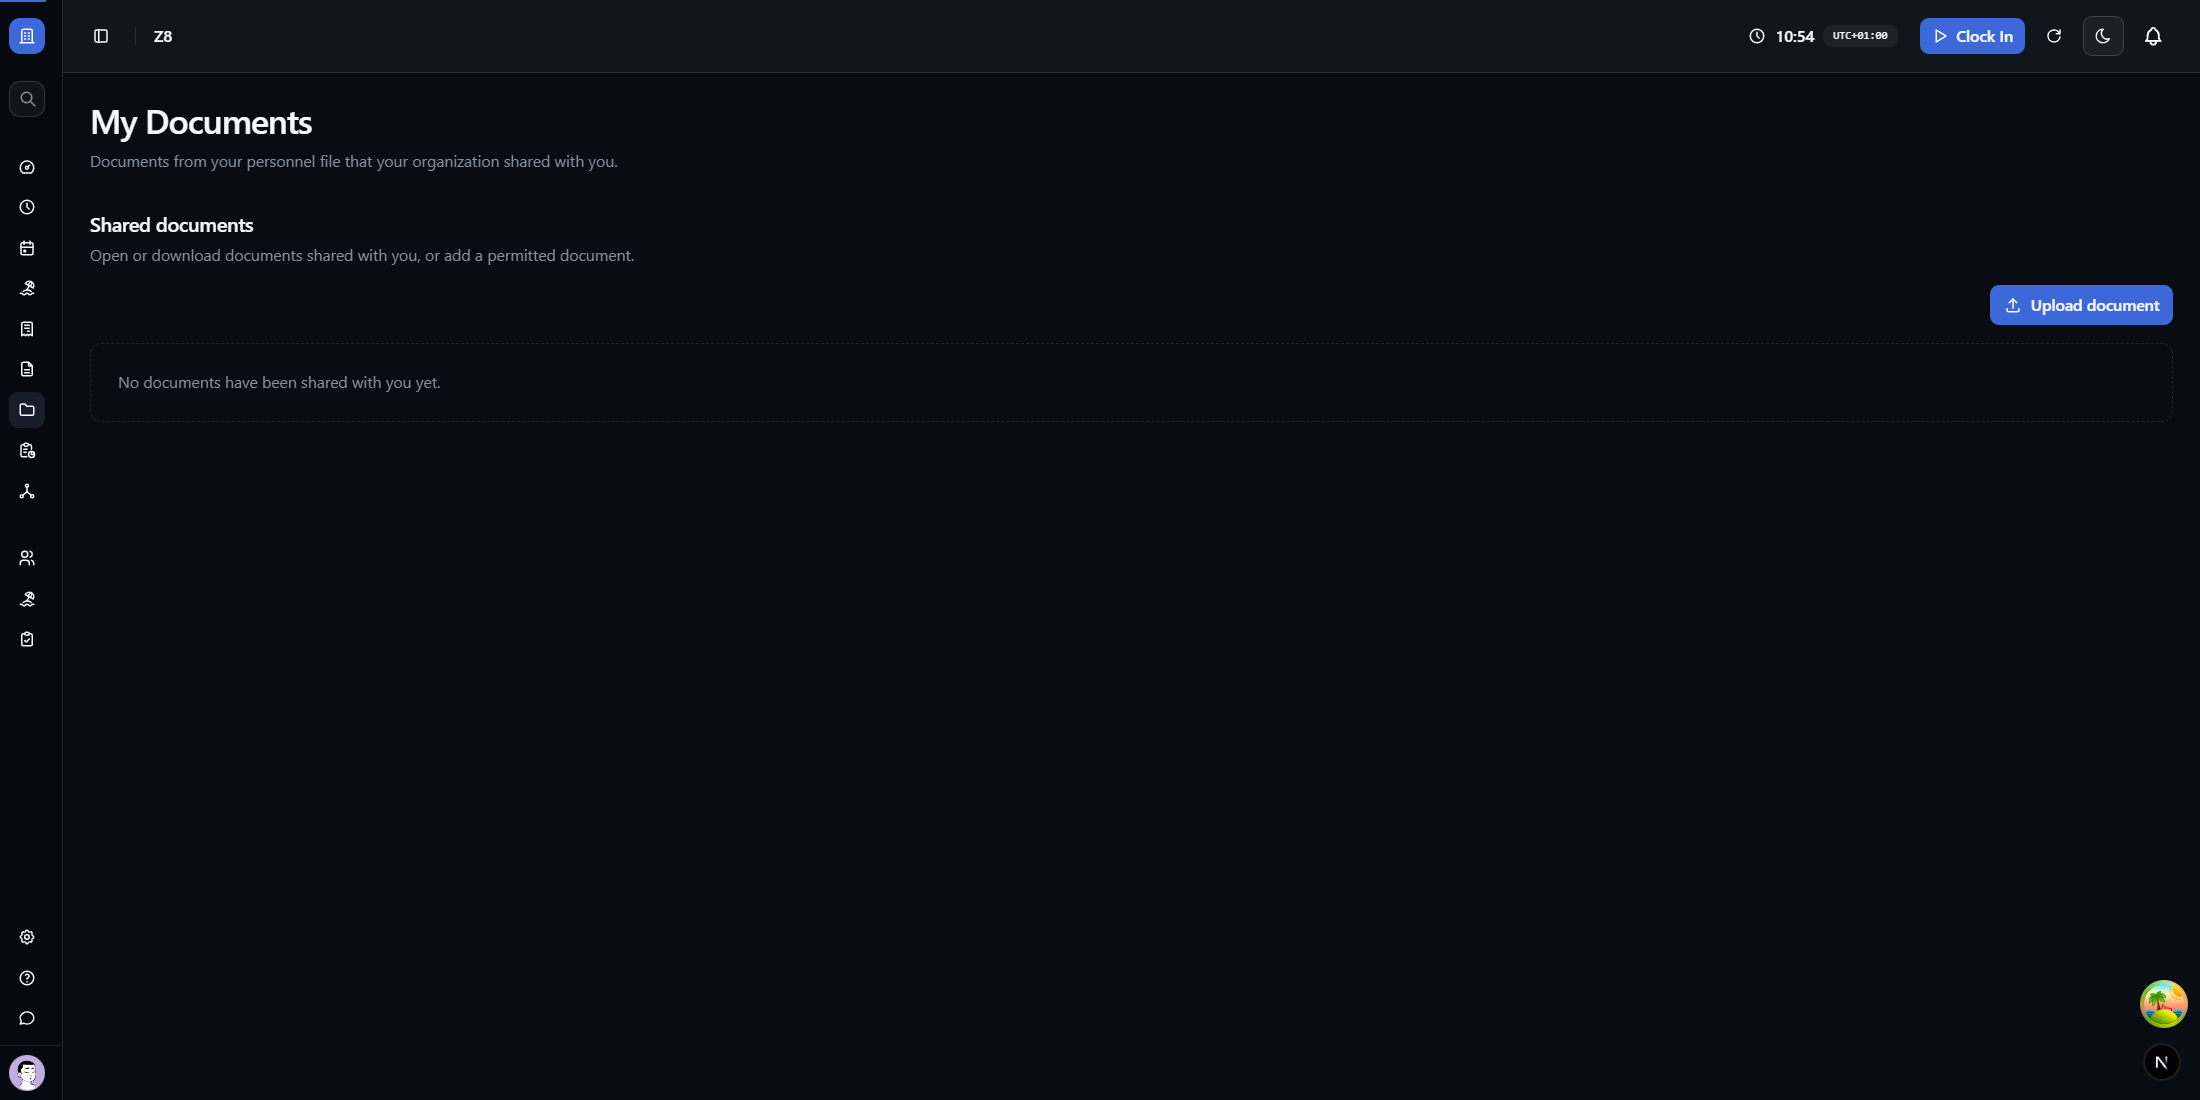 Z8
10:54 UTC+01:00
Clock In
My Documents
Documents from your personnel file that your organization shared with you.
Shared documents
Open or download documents shared with you, or add a permitted document.
Upload document
No documents have been shared with you yet.
N